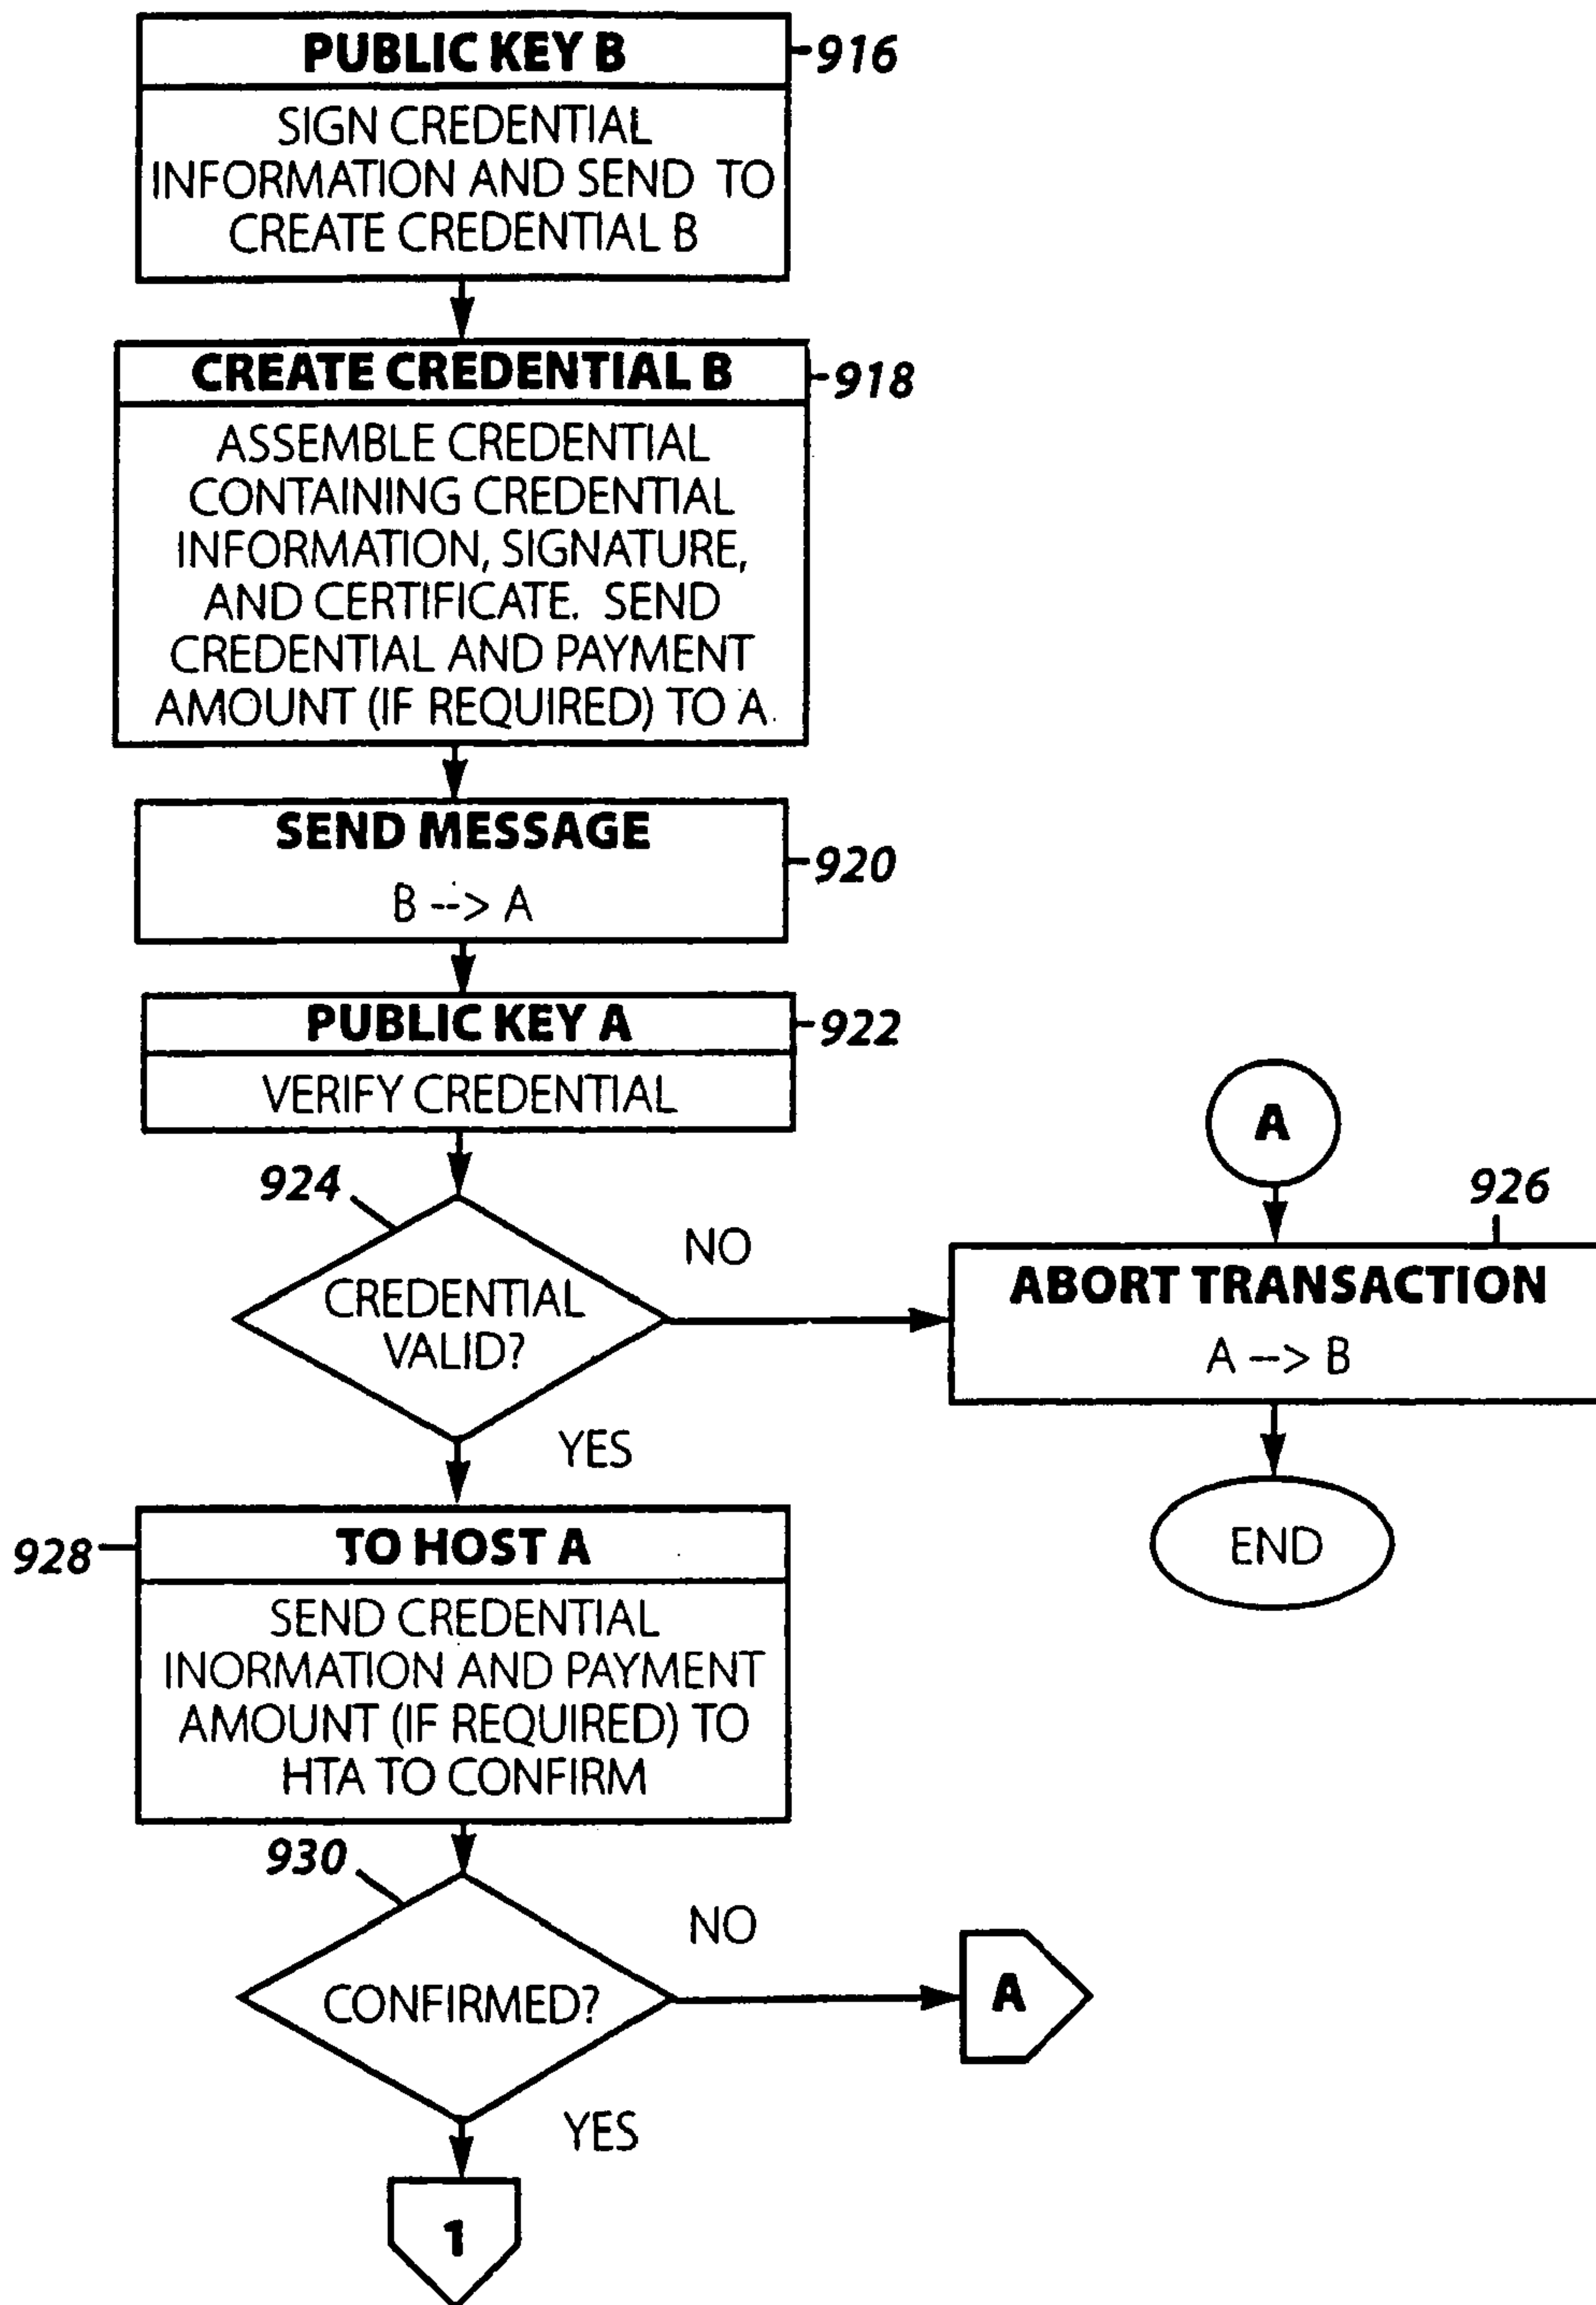 PUBLIC KEY B
916
SIGN CREDENTIAL
INFORMATION AND SEND TO
CREATE CREDENTIAL B
CREATE CREDENTIAL B
918
ASSEMBLE CREDENTIAL
CONTAINING CREDENTIAL
INFORMATION, SIGNATURE,
AND CERTIFICATE. SEND
CREDENTIAL AND PAYMENT
AMOUNT (IF REQUIRED) TO A.
SEND MESSAGE
920
B --> A
PUBLIC KEY A
922
VERIFY CREDENTIAL
924
CREDENTIAL
VALID?
NO
YES
A
926
ABORT TRANSACTION
A --> B
END
928
TO HOST A
SEND CREDENTIAL
INORMATION AND PAYMENT
AMOUNT (IF REQUIRED) TO
HTA TO CONFIRM
930
CONFIRMED?
NO
A
YES
1